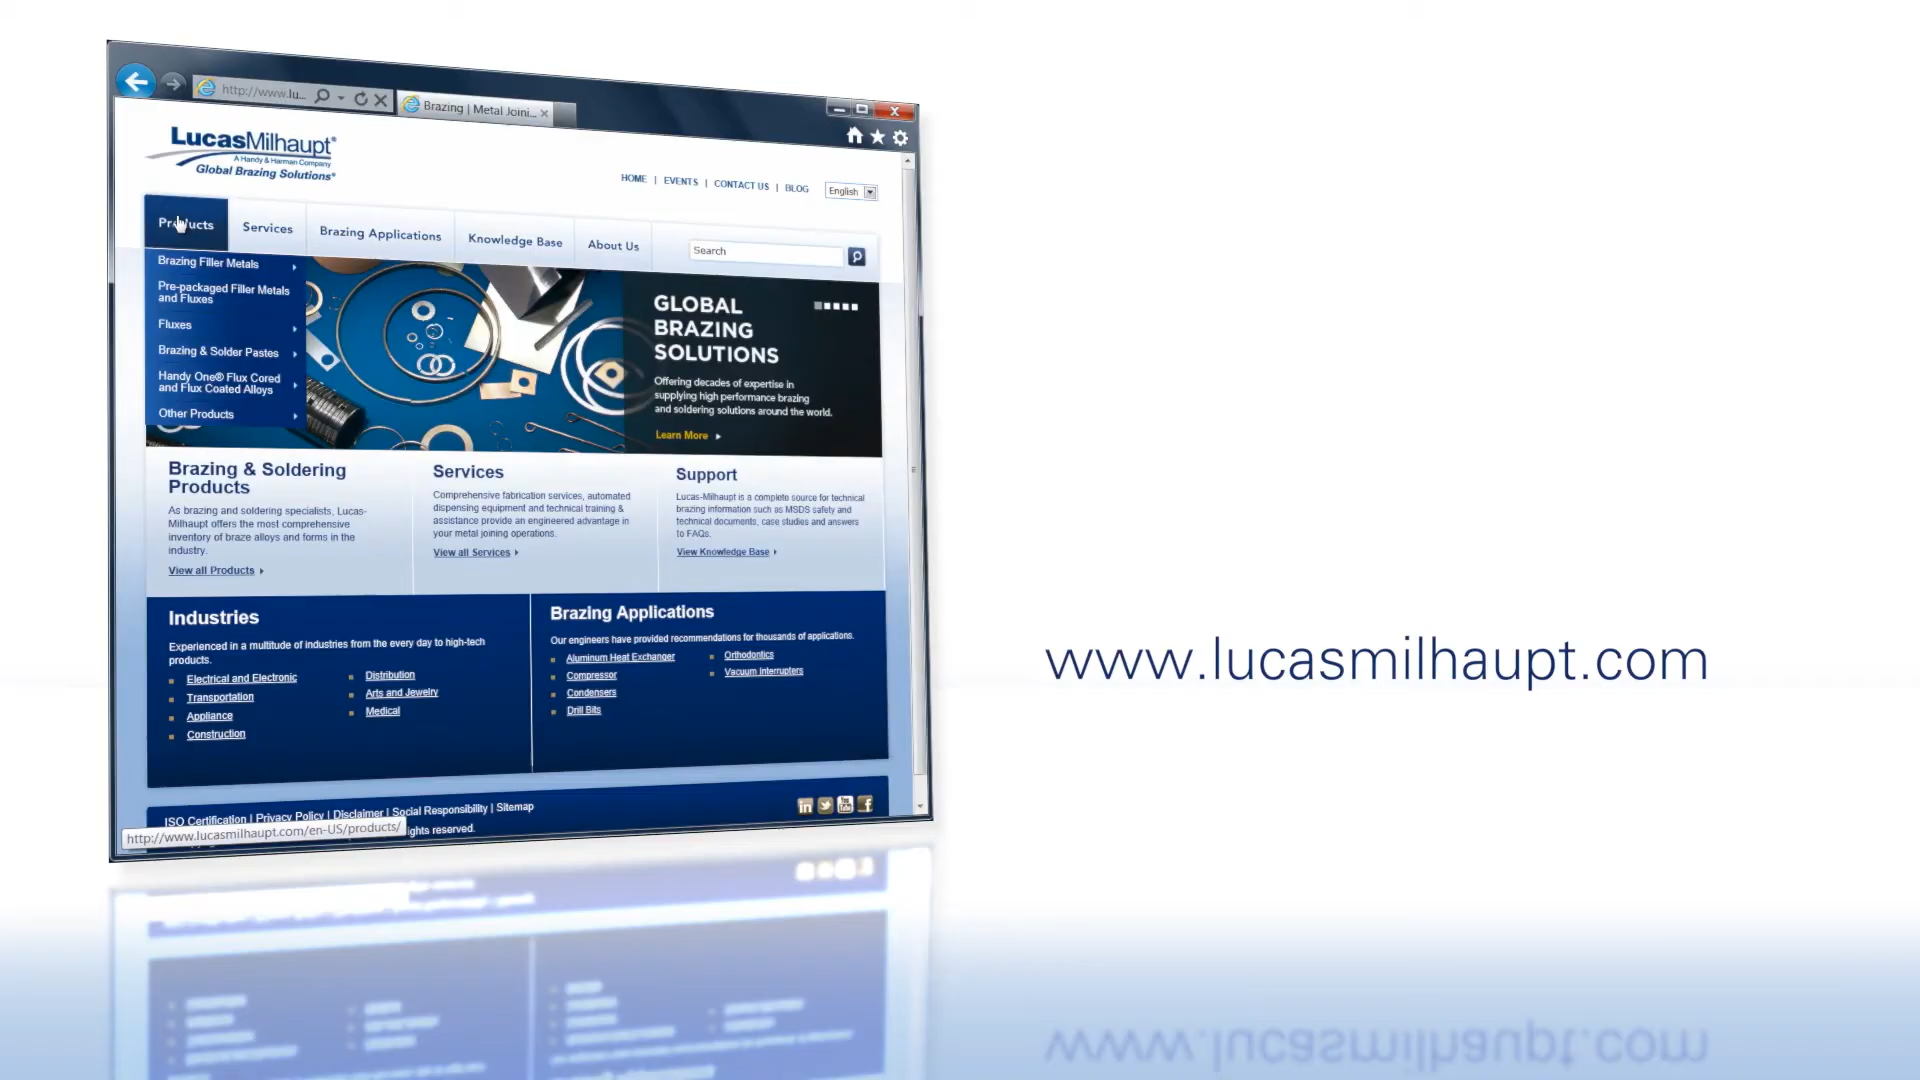 http://www.lu...
Brazing | Metal Joini...
LucasMilhaupt®
A Handy & Harman Company
Global Brazing Solutions®
HOME | EVENTS | CONTACT US | BLOG
English
Products
Services
Brazing Applications
Knowledge Base
About Us
Search
Brazing Filler Metals
Pre-packaged Filler Metals
and Fluxes
Fluxes
Brazing & Solder Pastes
Handy One® Flux Cored
and Flux Coated Alloys
Other Products
GLOBAL
BRAZING
SOLUTIONS
Offering decades of expertise in
supplying high performance brazing
and soldering solutions around the world.
Learn More
Brazing & Soldering
Products
As brazing and soldering specialists, Lucas-
Milhaupt offers the most comprehensive
inventory of braze alloys and forms in the
industry.
View all Products
Services
Comprehensive fabrication services, automated
dispensing equipment and technical training &
assistance provide an engineered advantage in
your metal joining operations.
View all Services
Support
Lucas-Milhaupt is a complete source for technical
brazing information such as MSDS safety and
technical documents, case studies and answers
to FAQs.
View Knowledge Base
Industries
Experienced in a multitude of industries from the every day to high-tech
products.
Electrical and Electronic
Transportation
Appliance
Construction
Distribution
Arts and Jewelry
Medical
Brazing Applications
Our engineers have provided recommendations for thousands of applications.
Aluminum Heat Exchanger
Compressor
Condensers
Drill Bits
Orthodontics
Vacuum Interrupters
ISO Certification | Privacy Policy | Disclaimer | Social Responsibility | Sitemap
ights reserved.
http://www.lucasmilhaupt.com/en-US/products/
www.lucasmilhaupt.com